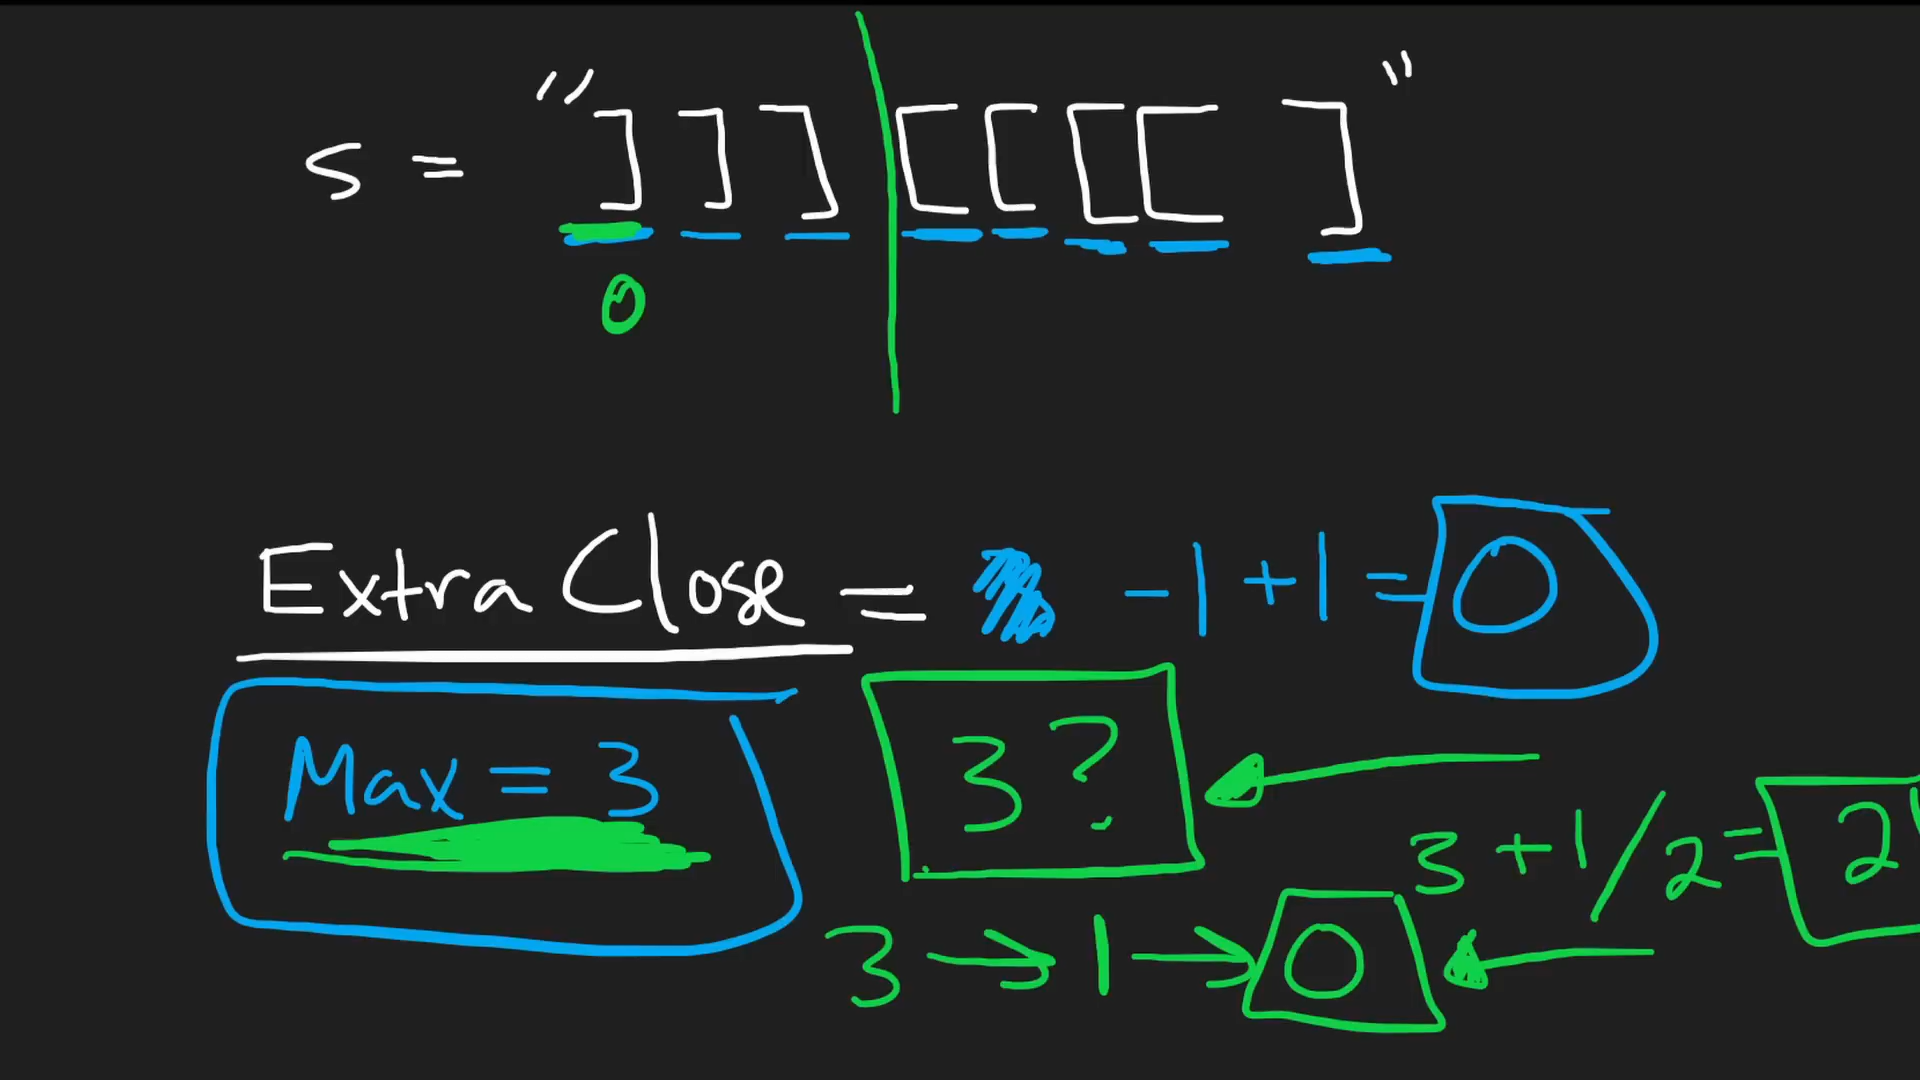 s = "]]][[[[]"
0
Extra Close = -1+1=0
Max = 3
3?
3+1/2=2
3→1→0